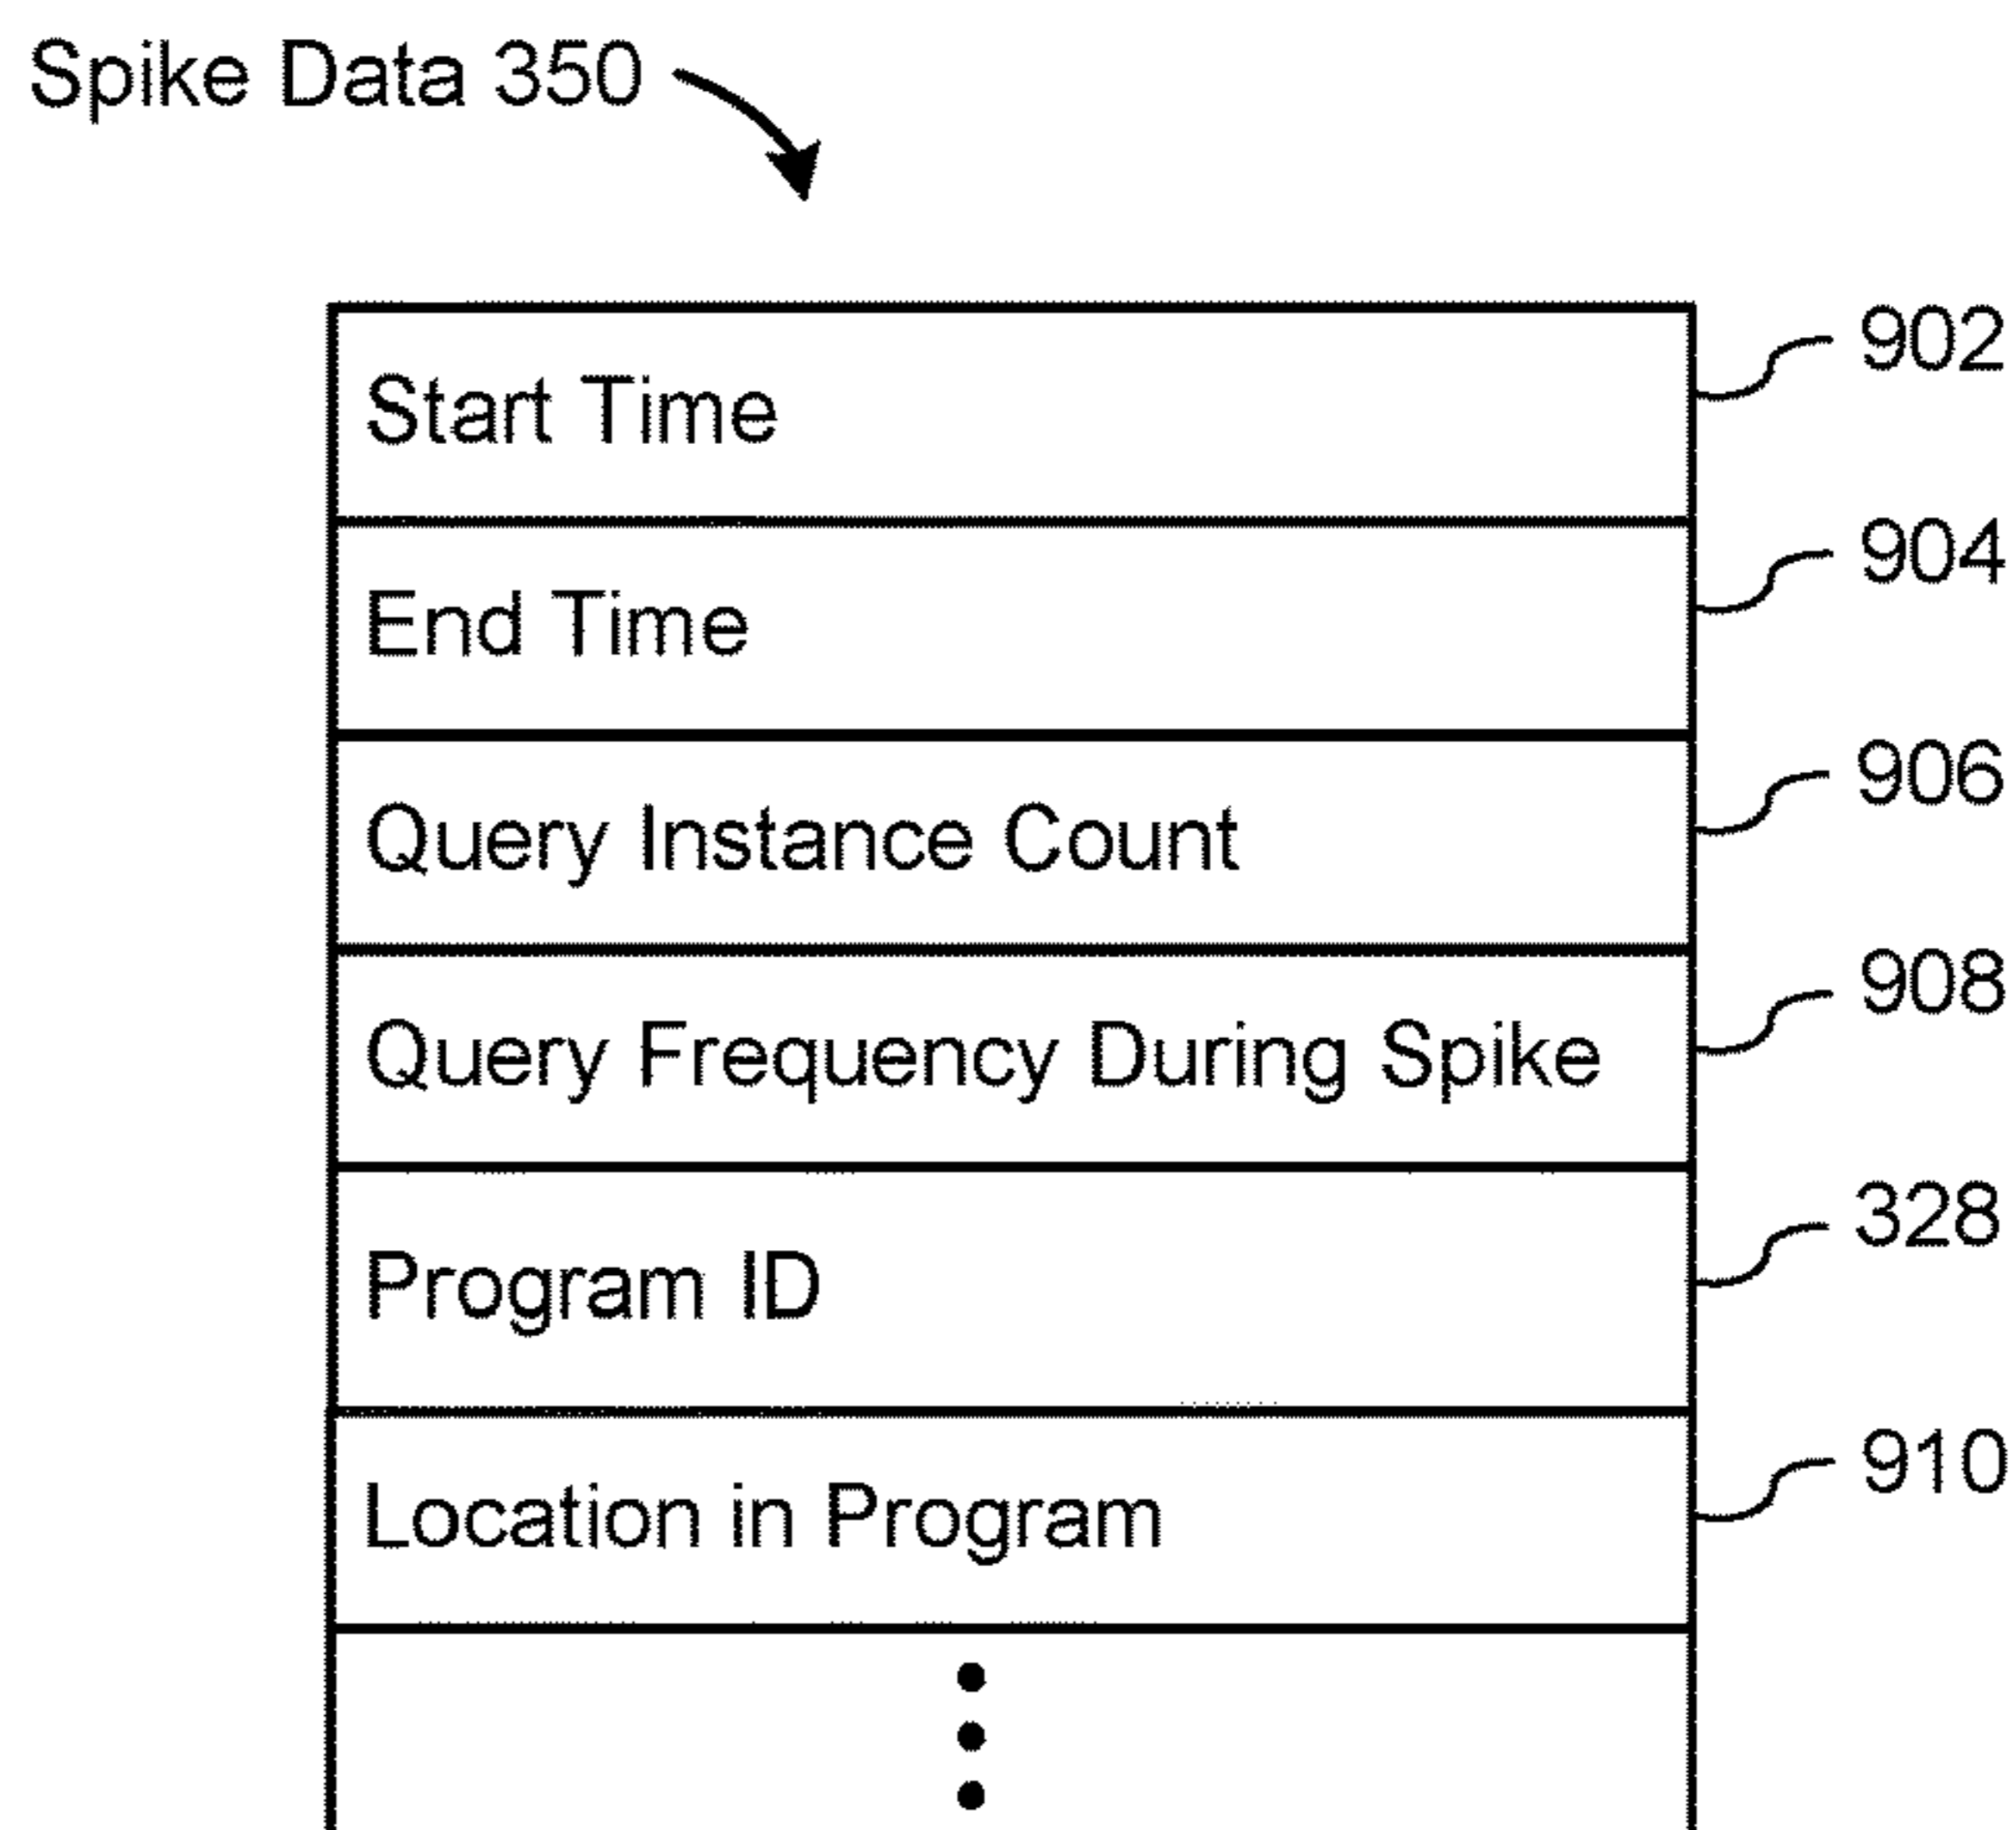 Spike Data 350
Start Time 902
End Time 904
Query Instance Count 906
Query Frequency During Spike 908
Program ID 328
Location in Program 910